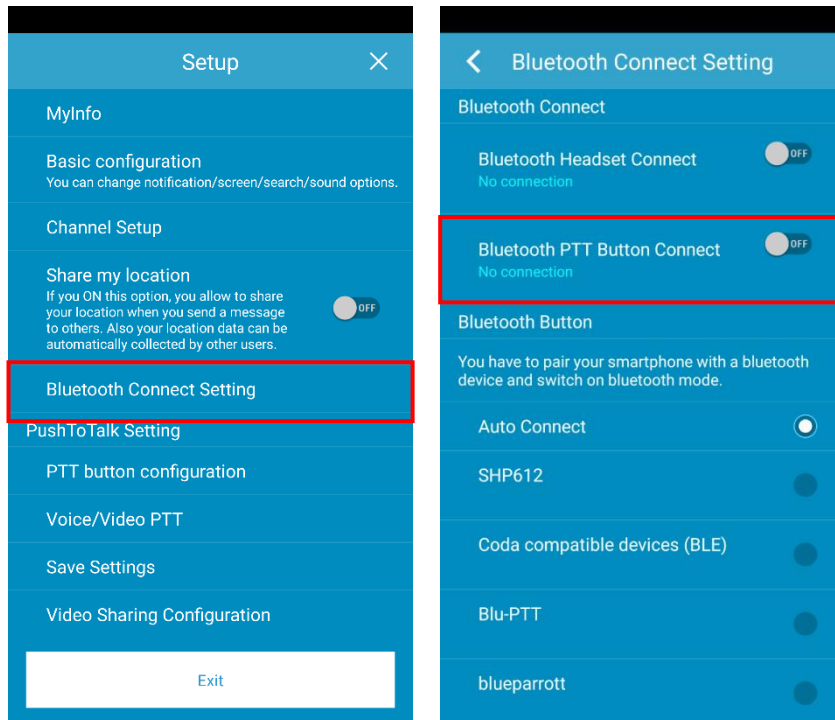 Setup
MyInfo
Basic configuration
You can change notification/screen/search/sound options.
Channel Setup
Share my location
If you ON this option, you allow to share
your location when you send a message
to others. Also your location data can be
automatically collected by other users.
OFF
Bluetooth Connect Setting
PushToTalk Setting
PTT button configuration
Voice/Video PTT
Save Settings
Video Sharing Configuration
Exit
Bluetooth Connect Setting
Bluetooth Connect
Bluetooth Headset Connect
OFF
No connection
Bluetooth PTT Button Connect
OFF
No connection
Bluetooth Button
You have to pair your smartphone with a bluetooth
device and switch on bluetooth mode.
Auto Connect
SHP612
Coda compatible devices (BLE)
Blu-PTT
blueparrott